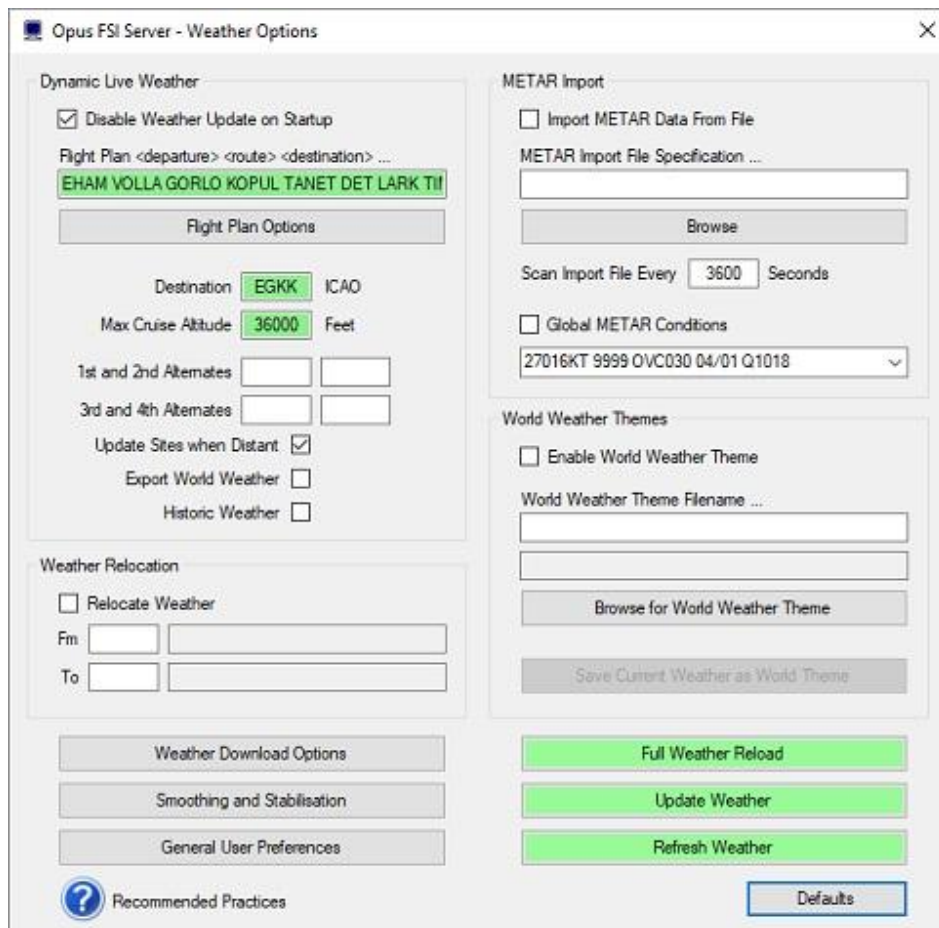 Opus FSI Server - Weather Options
Dynamic Live Weather
Disable Weather Update on Startup
Flight Plan <departure> <route> <destination> ...
EHAM VOLLA GORLO KOPUL TANET DET LARK
Flight Plan Options
Destination EGKK ICAO
Max Cruise Altitude 36000 Feet
1st and 2nd Alternates
3rd and 4th Alternates
Update Sites when Distant
Export World Weather
Historic Weather
Weather Relocation
Relocate Weather
Fm
To
Weather Download Options
Smoothing and Stabilisation
General User Preferences
Recommended Practices
METAR Import
Import METAR Data From File
METAR Import File Specification ...
Browse
Scan Import File Every 3600 Seconds
Global METAR Conditions
27016KT 9999 OVC030 04/01 Q1018
World Weather Themes
Enable World Weather Theme
World Weather Theme Filename ...
Browse for World Weather Theme
Save Current Weather as World Theme
Full Weather Reload
Update Weather
Refresh Weather
Defaults